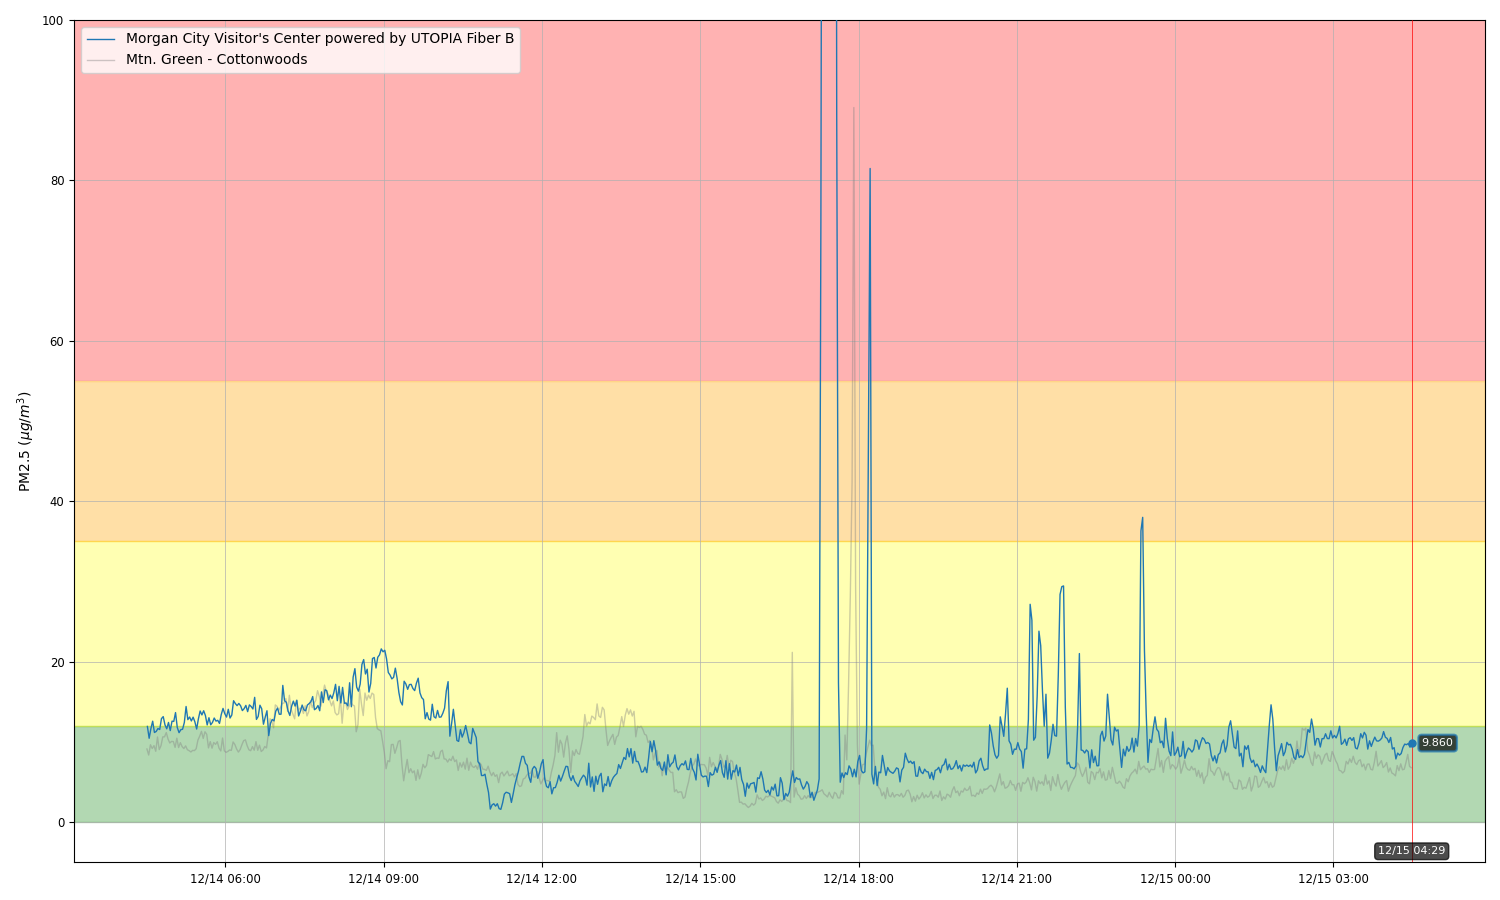 100
Morgan City Visitor's Center powered by UTOPIA Fiber B
Mtn. Green - Cottonwoods
80
60
PM2.5 (μg/m³)
40
20
9.860
0
12/15 04:29
12/14 06:00 12/14 09:00 12/14 12:00 12/14 15:00 12/14 18:00 12/14 21:00 12/15 00:00 12/15 03:00